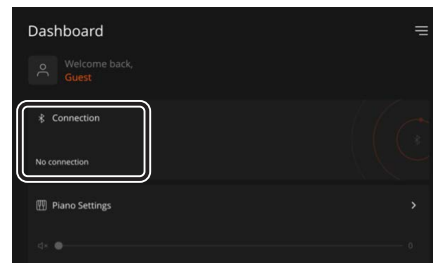 Dashboard
Welcome back,
Guest
Connection
No connection
Piano Settings
0